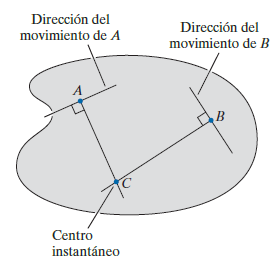 Dirección del
movimiento de A
Dirección del
movimiento de B
A
B
C
Centro
instantáneo